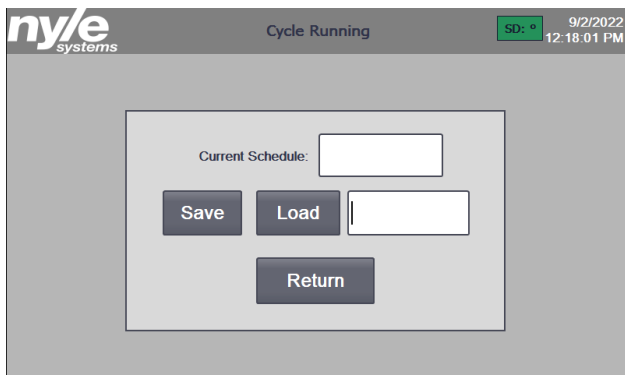 nyle
systems
Cycle Running
SD: º
9/2/2022
12:18:01 PM
Current Schedule:
Save
Load
Return